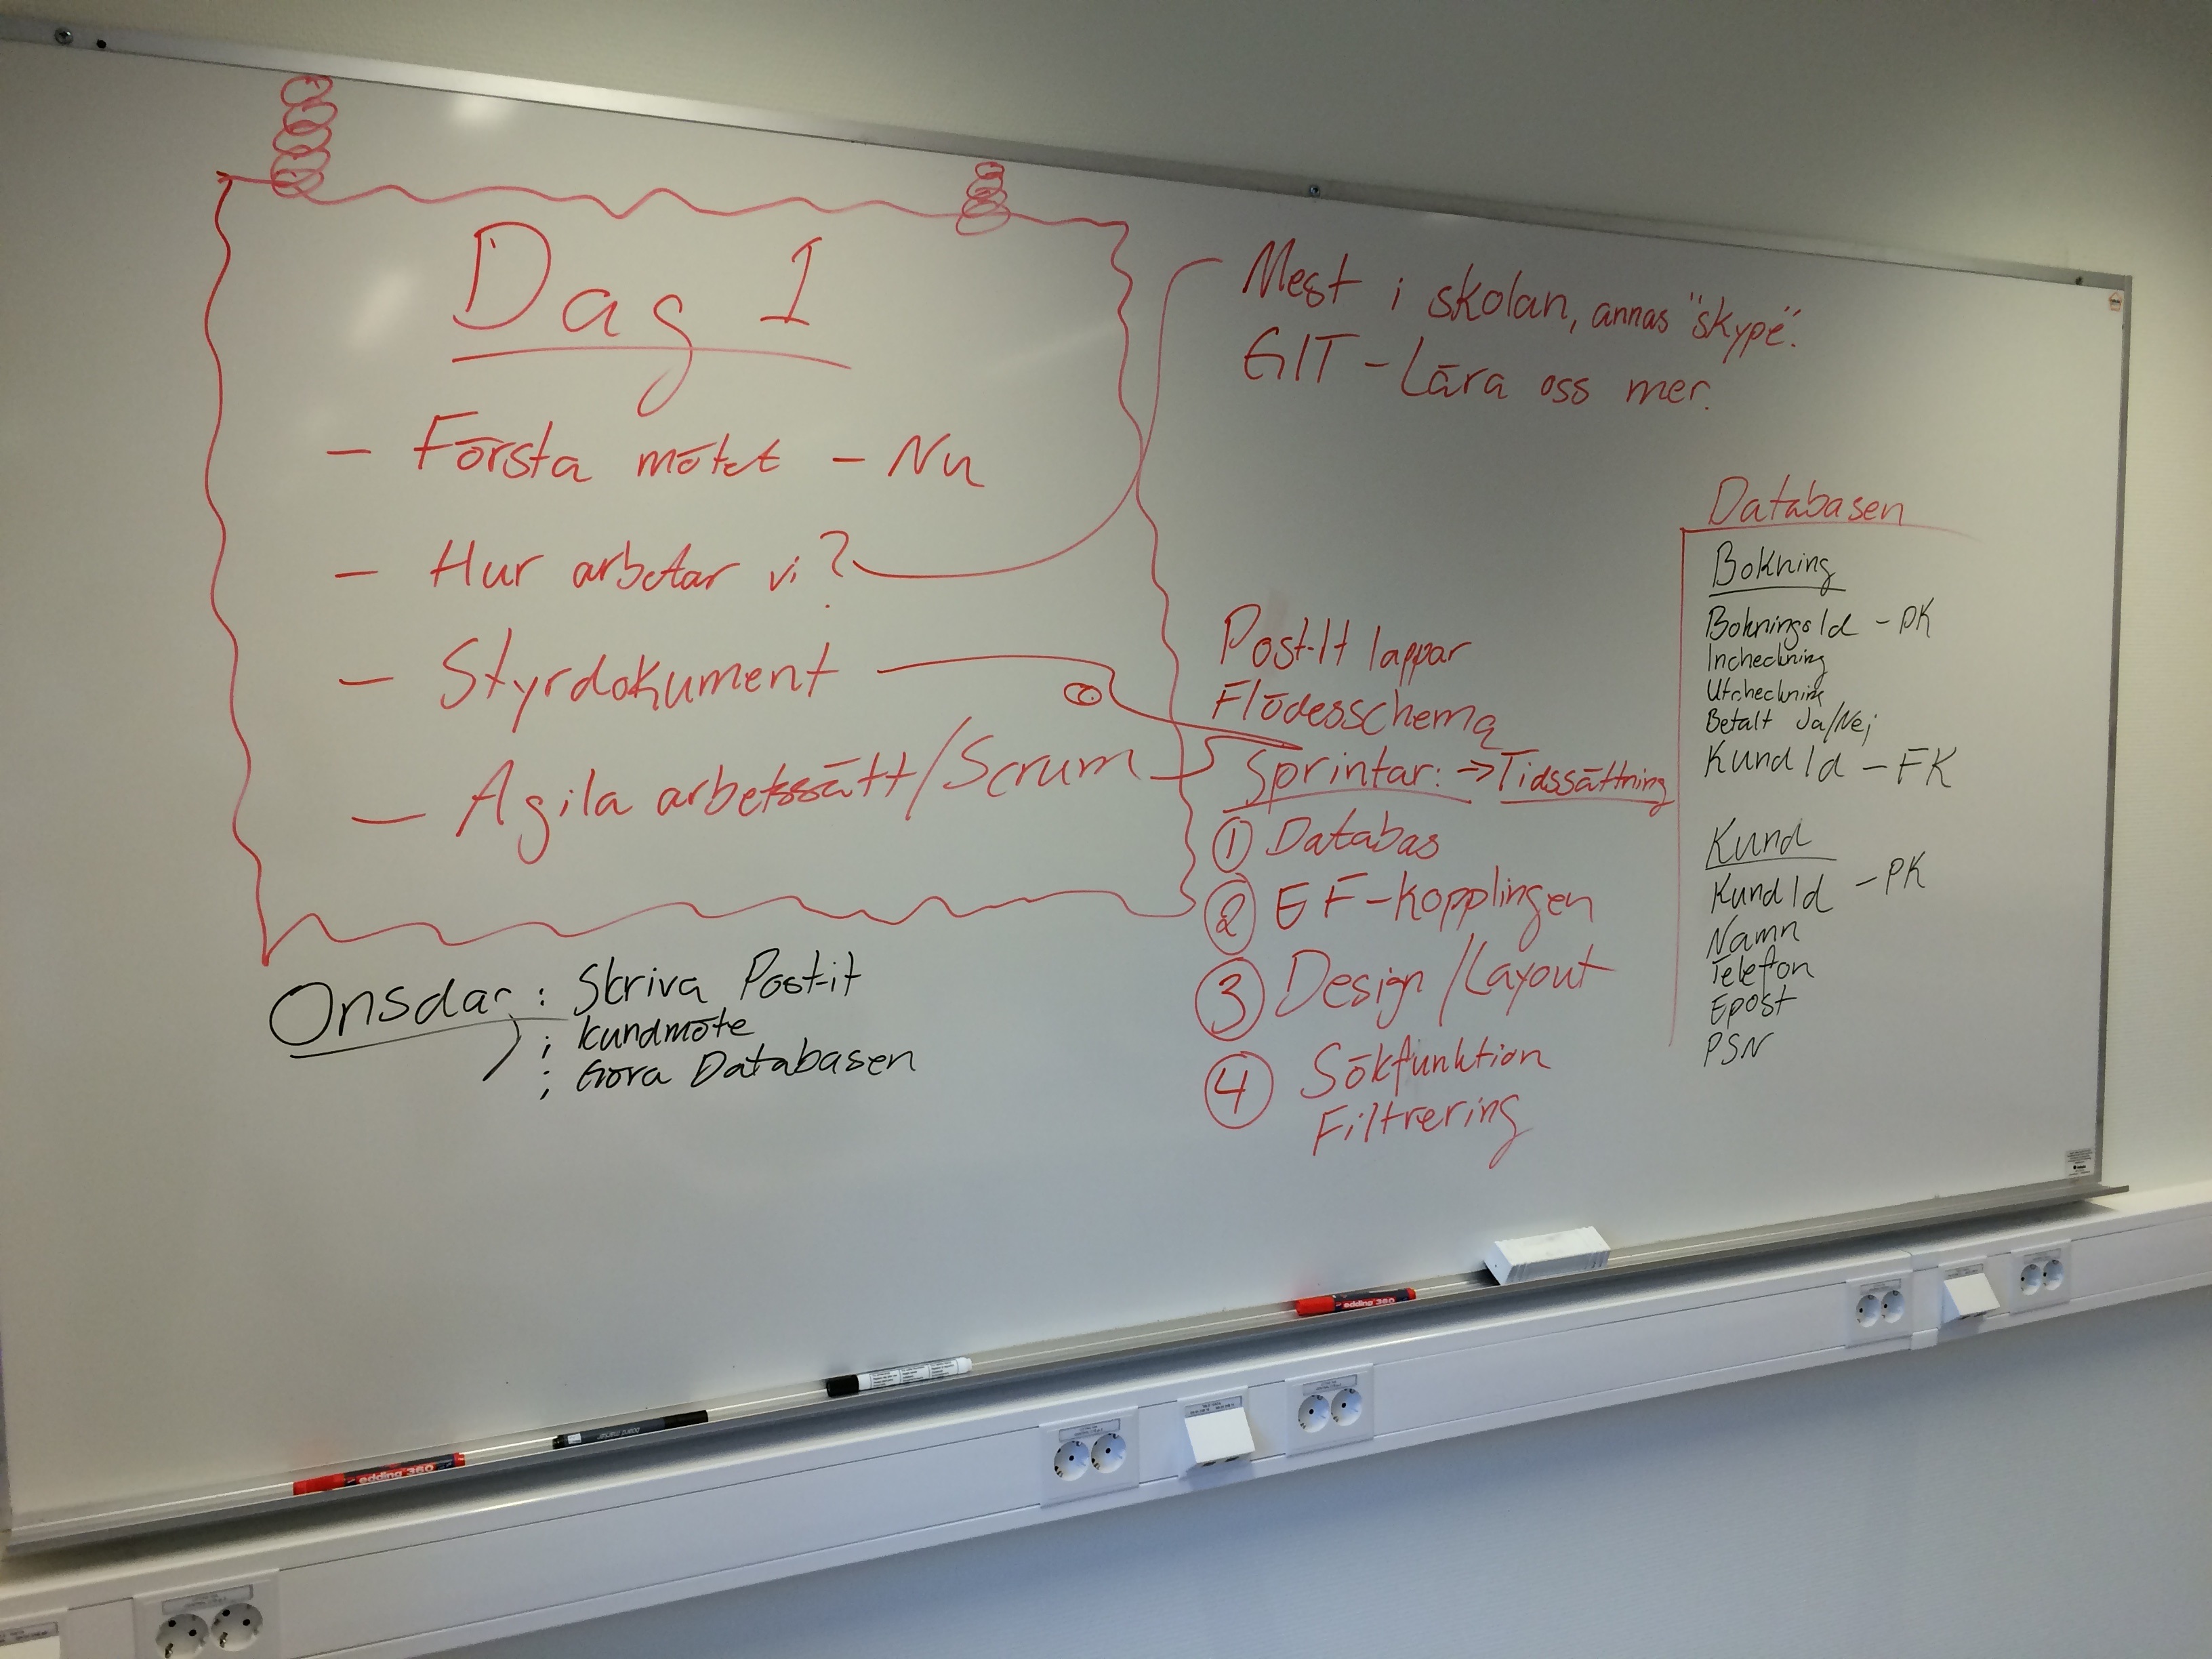 Dag 1
- Första mötet - Nu
- Hur arbetar vi?
- Styrdokument
- Agila arbetssätt/Scrum
Onsdag: Skriva Post-it
; kundmöte
; Göra Databasen
Mest i skolan, annas "skype".
GIT - Lära oss mer.
Post-It lappar
Flödesschema
Sprintar: → Tidssättning
① Databas
② EF-kopplingen
③ Design/Layout
④ Sökfunktion
Filtrering
Databasen
Bokning
BokningsId - PK
Incheckning
Utcheckning
Betalt Ja/Nej
KundId - FK
Kund
KundId - PK
Namn
Telefon
Epost
PSN
edding 360
board marker
edding 360